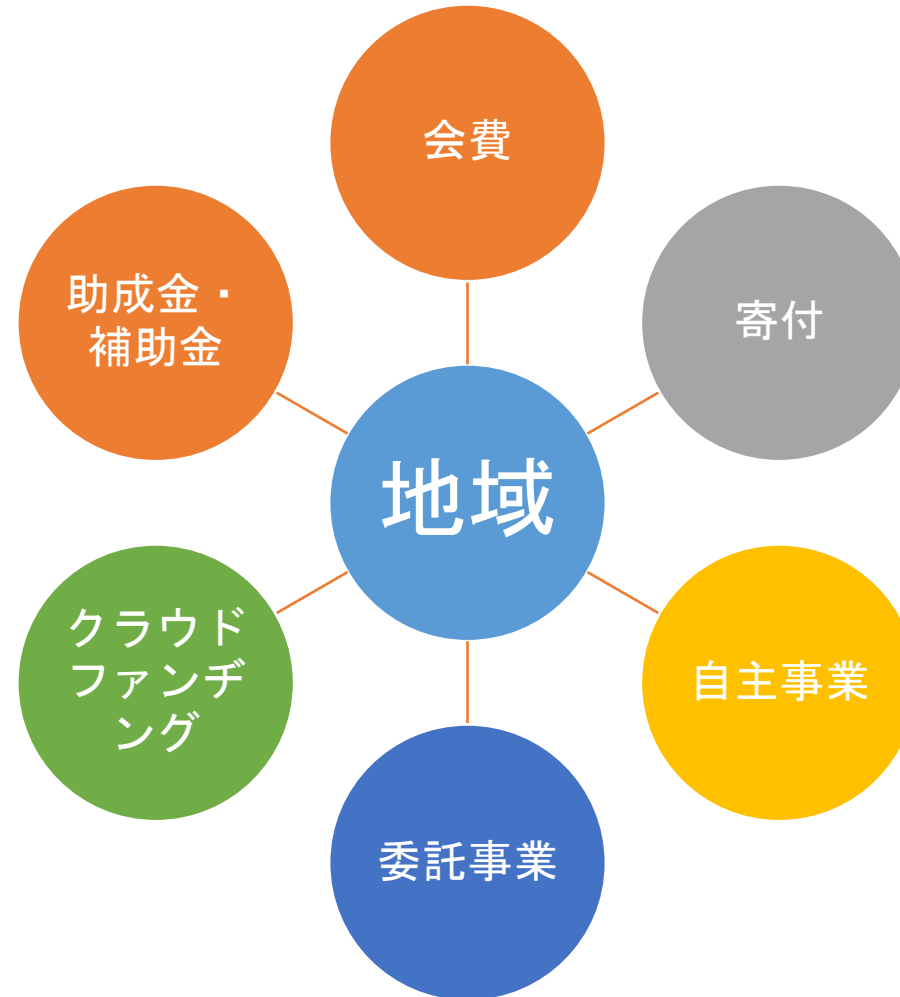 会費
助成金・
補助金
寄付
地域
クラウド
ファンヂ
ング
自主事業
委託事業